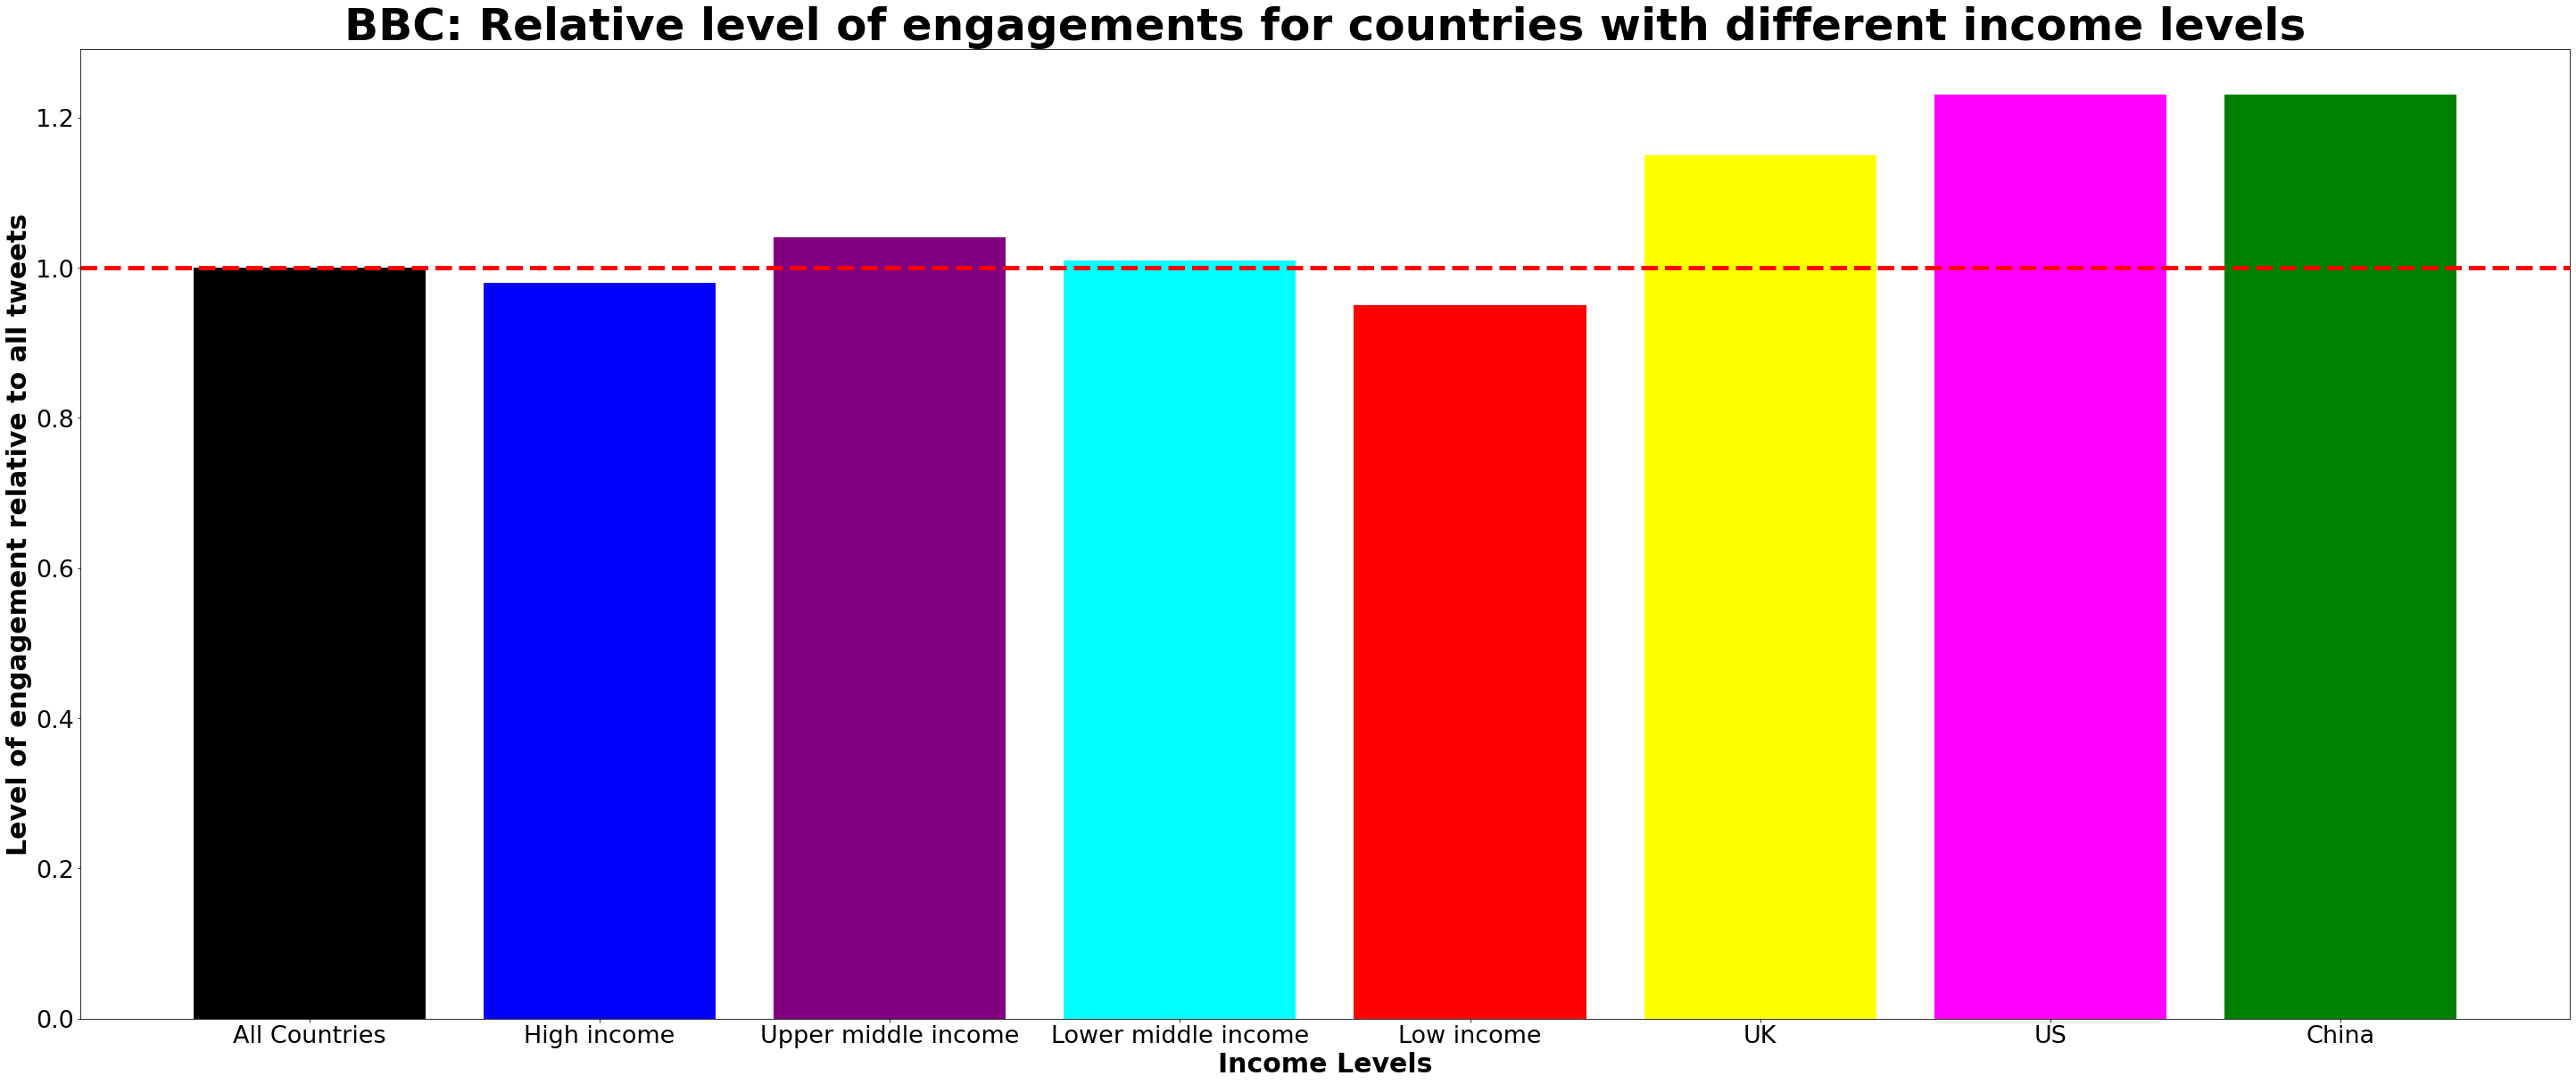 BBC: Relative level of engagements for countries with different income levels
Level of engagement relative to all tweets
1.2
1.0
0.8
0.6
0.4
0.2
0.0
All Countries High income Upper middle income Lower middle income Low income UK US China
Income Levels